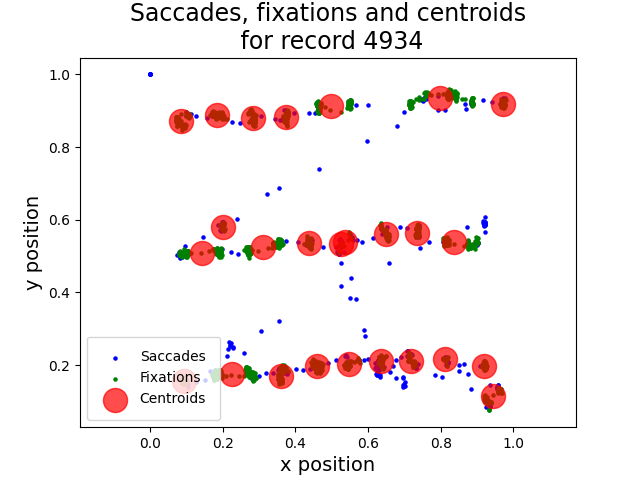 Saccades, fixations and centroids
for record 4934
y position
1.0
0.8
0.6
0.4
0.2
Saccades
Fixations
Centroids
0.0
0.2
0.4
0.6
0.8
1.0
x position